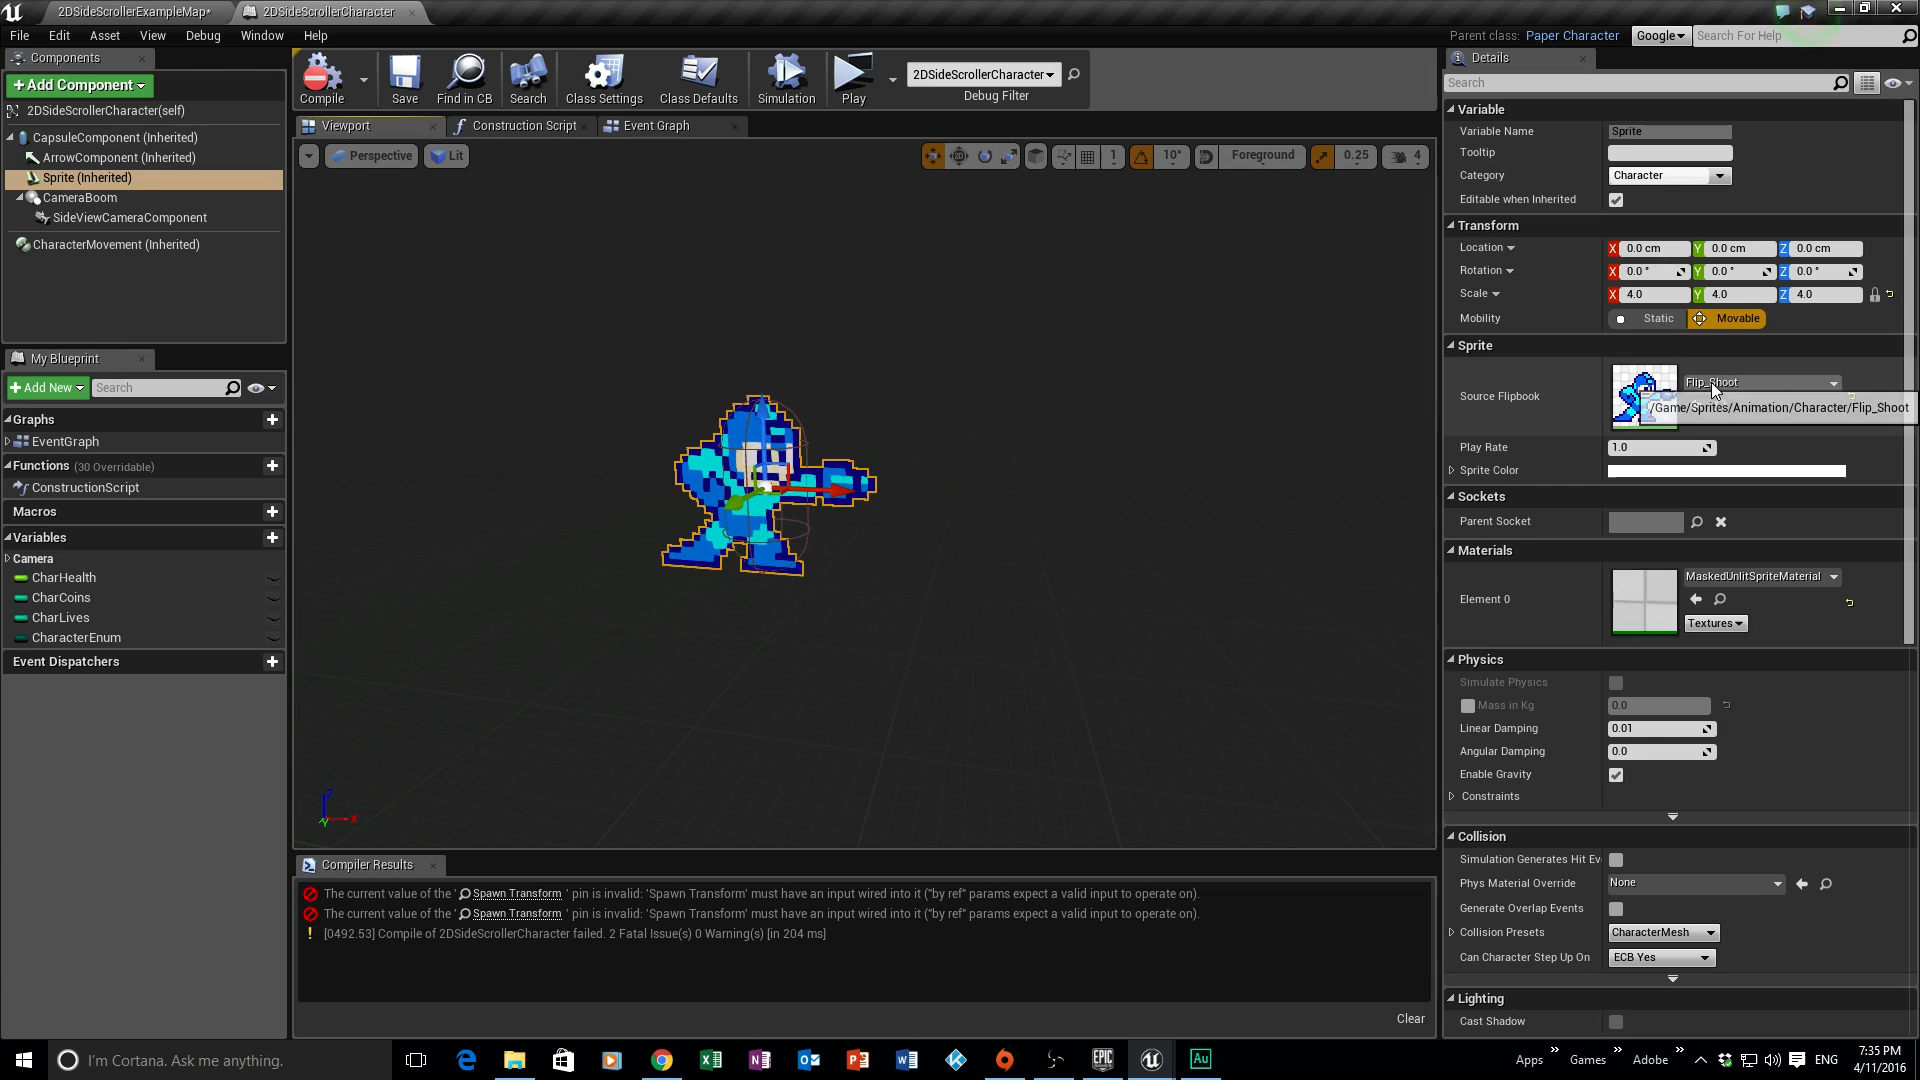 2DSideScrollerExampleMap*
2DSideScrollerCharacter
File Edit Asset View Debug Window Help
Parent class: Paper Character
Google
Search For Help
Components
+Add Component
2DSideScrollerCharacter(self)
CapsuleComponent (Inherited)
ArrowComponent (Inherited)
Sprite (Inherited)
CameraBoom
SideViewCameraComponent
CharacterMovement (Inherited)
My Blueprint
+Add New
Search
Graphs
EventGraph
Functions (30 Overridable)
ConstructionScript
Macros
Variables
Camera
CharHealth
CharCoins
CharLives
CharacterEnum
Event Dispatchers
Compile Save Find in CB Search Class Settings Class Defaults Simulation Play
2DSideScrollerCharacter
Debug Filter
Viewport
Construction Script
Event Graph
Perspective
Lit
1
10°
Foreground
0.25
4
Z
X
Y
Compiler Results
The current value of the ' Spawn Transform ' pin is invalid: 'Spawn Transform' must have an input wired into it ("by ref" params expect a valid input to operate on).
The current value of the ' Spawn Transform ' pin is invalid: 'Spawn Transform' must have an input wired into it ("by ref" params expect a valid input to operate on).
! [0492.53] Compile of 2DSideScrollerCharacter failed. 2 Fatal Issue(s) 0 Warning(s) [in 204 ms]
Clear
Details
Search
Variable
Variable Name Sprite
Tooltip
Category Character
Editable when Inherited
Transform
Location X 0.0 cm Y 0.0 cm Z 0.0 cm
Rotation X 0.0 ° Y 0.0 ° Z 0.0 °
Scale X 4.0 Y 4.0 Z 4.0
Mobility Static Movable
Sprite
Source Flipbook
Flip_Shoot
/Game/Sprites/Animation/Character/Flip_Shoot
Play Rate 1.0
Sprite Color
Sockets
Parent Socket
Materials
Element 0
MaskedUnlitSpriteMaterial
Textures
Physics
Simulate Physics
Mass in Kg 0.0
Linear Damping 0.01
Angular Damping 0.0
Enable Gravity
Constraints
Collision
Simulation Generates Hit Ev
Phys Material Override None
Generate Overlap Events
Collision Presets CharacterMesh
Can Character Step Up On ECB Yes
Lighting
Cast Shadow
I'm Cortana. Ask me anything.
EPIC
Au
Apps » Games » Adobe »
ENG
7:35 PM
4/11/2016